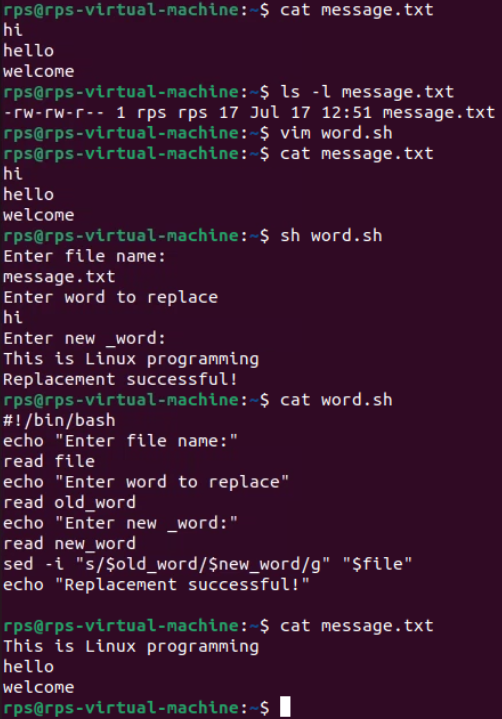 rps@rps-virtual-machine:~$ cat message.txt
hi
hello
welcome
rps@rps-virtual-machine:~$ ls -l message.txt
-rw-rw-r-- 1 rps rps 17 Jul 17 12:51 message.txt
rps@rps-virtual-machine:~$ vim word.sh
rps@rps-virtual-machine:~$ cat message.txt
hi
hello
welcome
rps@rps-virtual-machine:~$ sh word.sh
Enter file name:
message.txt
Enter word to replace
hi
Enter new _word:
This is Linux programming
Replacement successful!
rps@rps-virtual-machine:~$ cat word.sh
#!/bin/bash
echo "Enter file name:"
read file
echo "Enter word to replace"
read old_word
echo "Enter new _word:"
read new_word
sed -i "s/$old_word/$new_word/g" "$file"
echo "Replacement successful!"

rps@rps-virtual-machine:~$ cat message.txt
This is Linux programming
hello
welcome
rps@rps-virtual-machine:~$